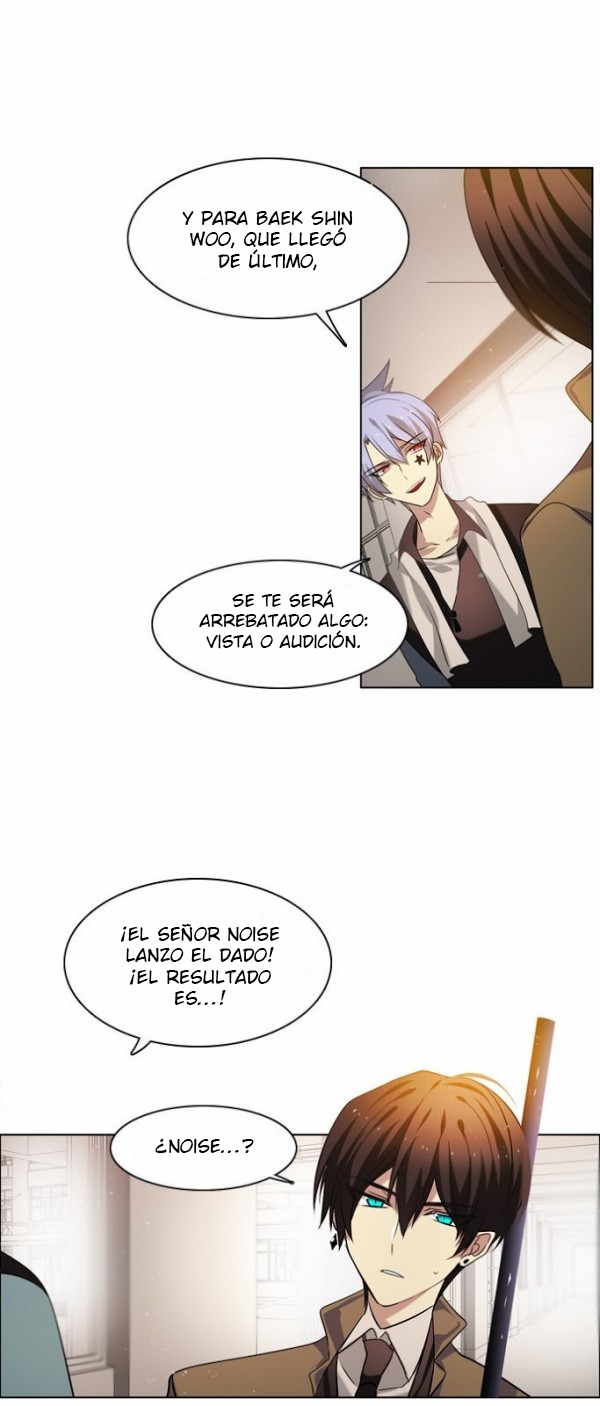 Y PARA BAEK SHIN
WOO, QUE LLEGÓ
DE ÚLTIMO,
SE TE SERÁ
ARREBATADO ALGO:
VISTA O AUDICIÓN.
¡EL SEÑOR NOISE
LANZO EL DADO!
¡EL RESULTADO
ES...!
¿NOISE...?